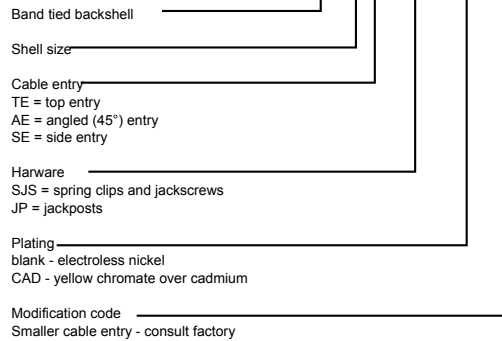 Band tied backshell
Shell size
Cable entry
TE = top entry
AE = angled (45°) entry
SE = side entry
Harware
SJS = spring clips and jackscrews
JP = jackposts
Plating
blank - electroless nickel
CAD - yellow chromate over cadmium
Modification code
Smaller cable entry - consult factory